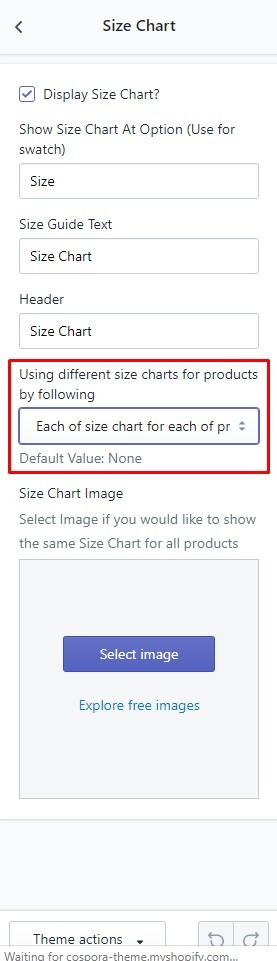 Size Chart
Display Size Chart?
Show Size Chart At Option (Use for
swatch)
Size
Size Guide Text
Size Chart
Header
Size Chart
Using different size charts for products
by following
Each of size chart for each of pr
Default Value: None
Size Chart Image
Select Image if you would like to show
the same Size Chart for all products
Select image
Explore free images
Theme actions
Waiting for cospora-theme.myshopify.com...